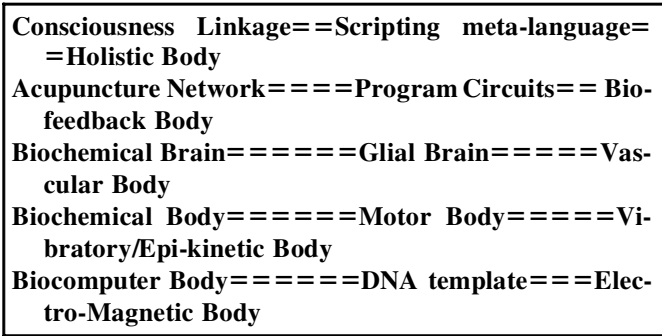 Consciousness Linkage==Scripting meta-language=
=Holistic Body
Acupuncture Network====Program Circuits== Bio-
feedback Body
Biochemical Brain======Glial Brain=====Vas-
cular Body
Biochemical Body======Motor Body=====Vi-
bratory/Epi-kinetic Body
Biocomputer Body======DNA template===Elec-
tro-Magnetic Body